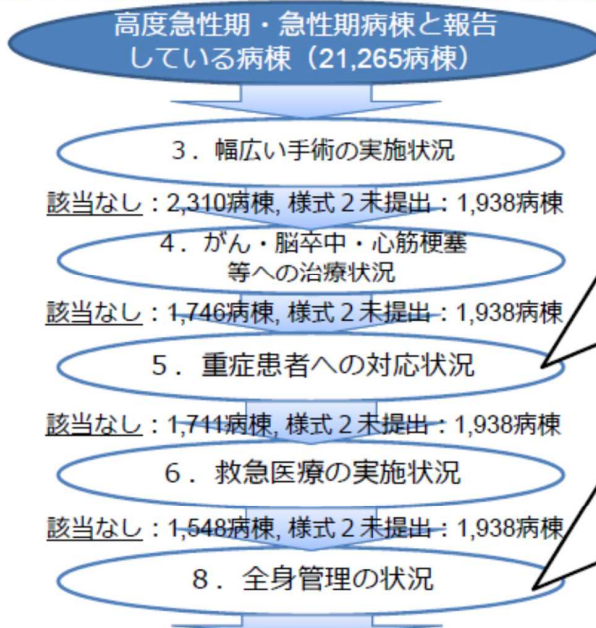 高度急性期・急性期病棟と報告
している病棟（21,265病棟）
３．幅広い手術の実施状況
該当なし：2,310病棟, 様式２未提出：1,938病棟
４．がん・脳卒中・心筋梗塞
等への治療状況
該当なし：1,746病棟, 様式２未提出：1,938病棟
５．重症患者への対応状況
該当なし：1,711病棟, 様式２未提出：1,938病棟
６．救急医療の実施状況
該当なし：1,548病棟, 様式２未提出：1,938病棟
８．全身管理の状況